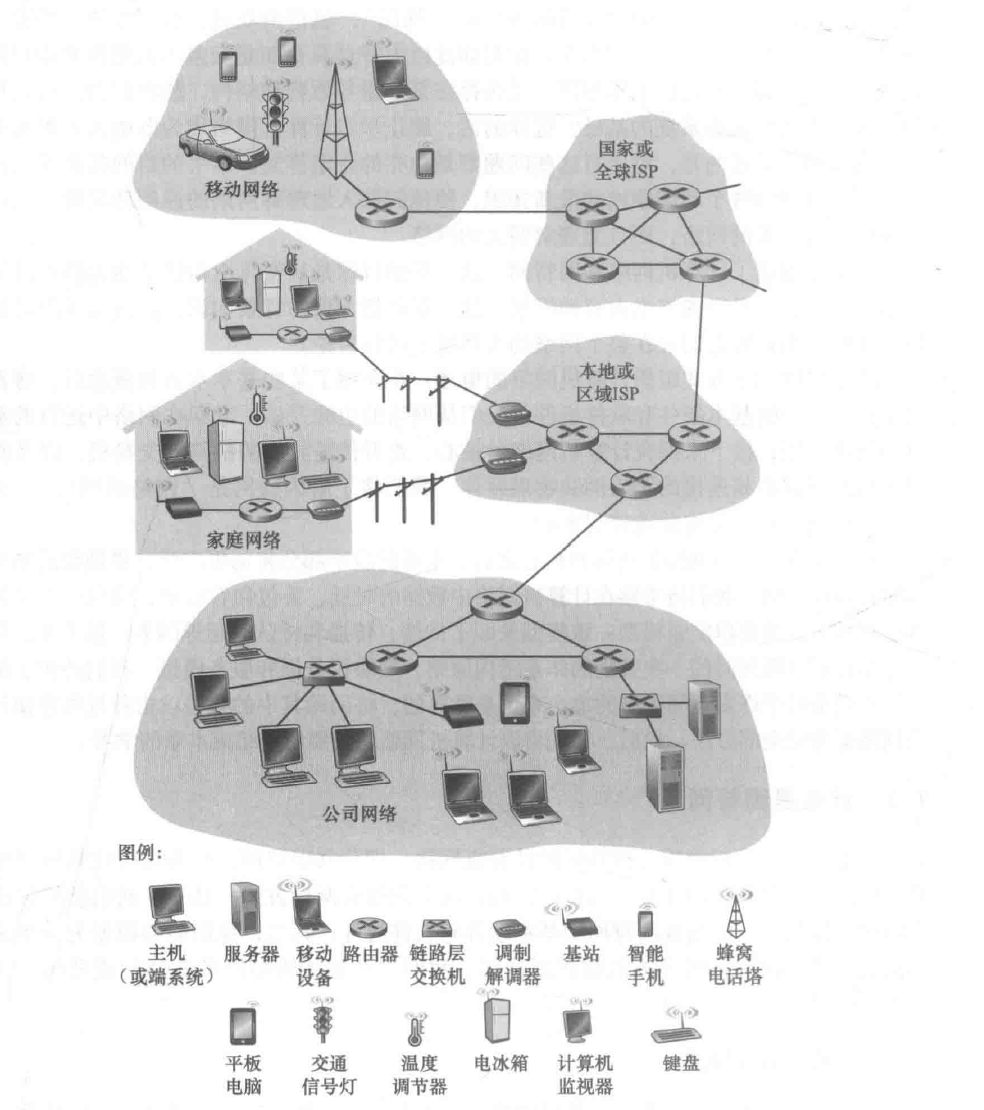 国家或
全球ISP
移动网络
本地或
区域ISP
家庭网络
公司网络
图例:
主机
(或端系统)
服务器
移动
设备
路由器
链路层
交换机
调制
解调器
基站
智能
手机
蜂窝
电话塔
平板
电脑
交通
信号灯
温度
调节器
电冰箱
计算机
监视器
键盘